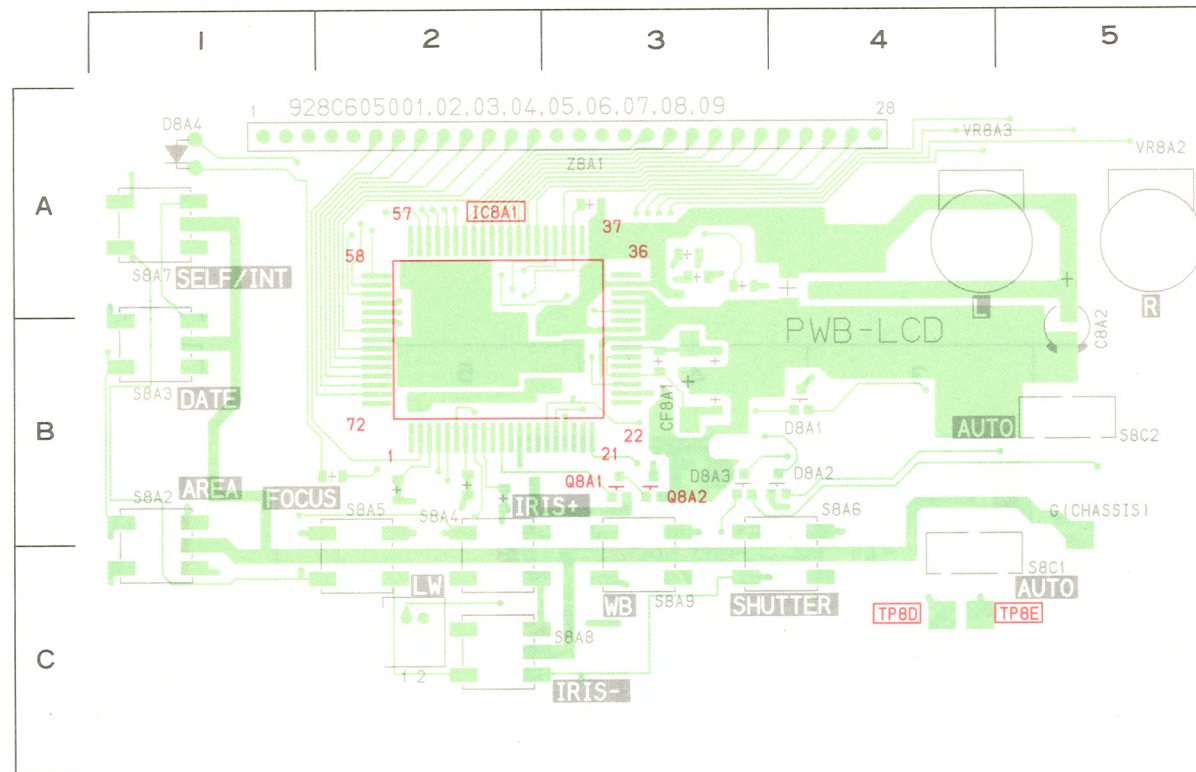 1 2 3 4 5
1 928C605001,02,03,04,05,06,07,08,09 28
D8A4
VR8A3
VR8A2
Z8A1
A
57
IC8A1
37
58
36
S8A7
SELF/INT
L
R
PWB-LCD
C8A2
S8A3
DATE
CF8A1
72
D8A1
AUTO
S8C2
B
22
1
21
Q8A1
D8A3
D8A2
AREA
FOCUS
Q8A2
S8A2
S8A5
S8A4
IRIS+
S8A6
G(CHASSIS)
S8C1
LW
WB
S8A9
SHUTTER
AUTO
TP8D
TP8E
S8A8
C
1 2
IRIS-